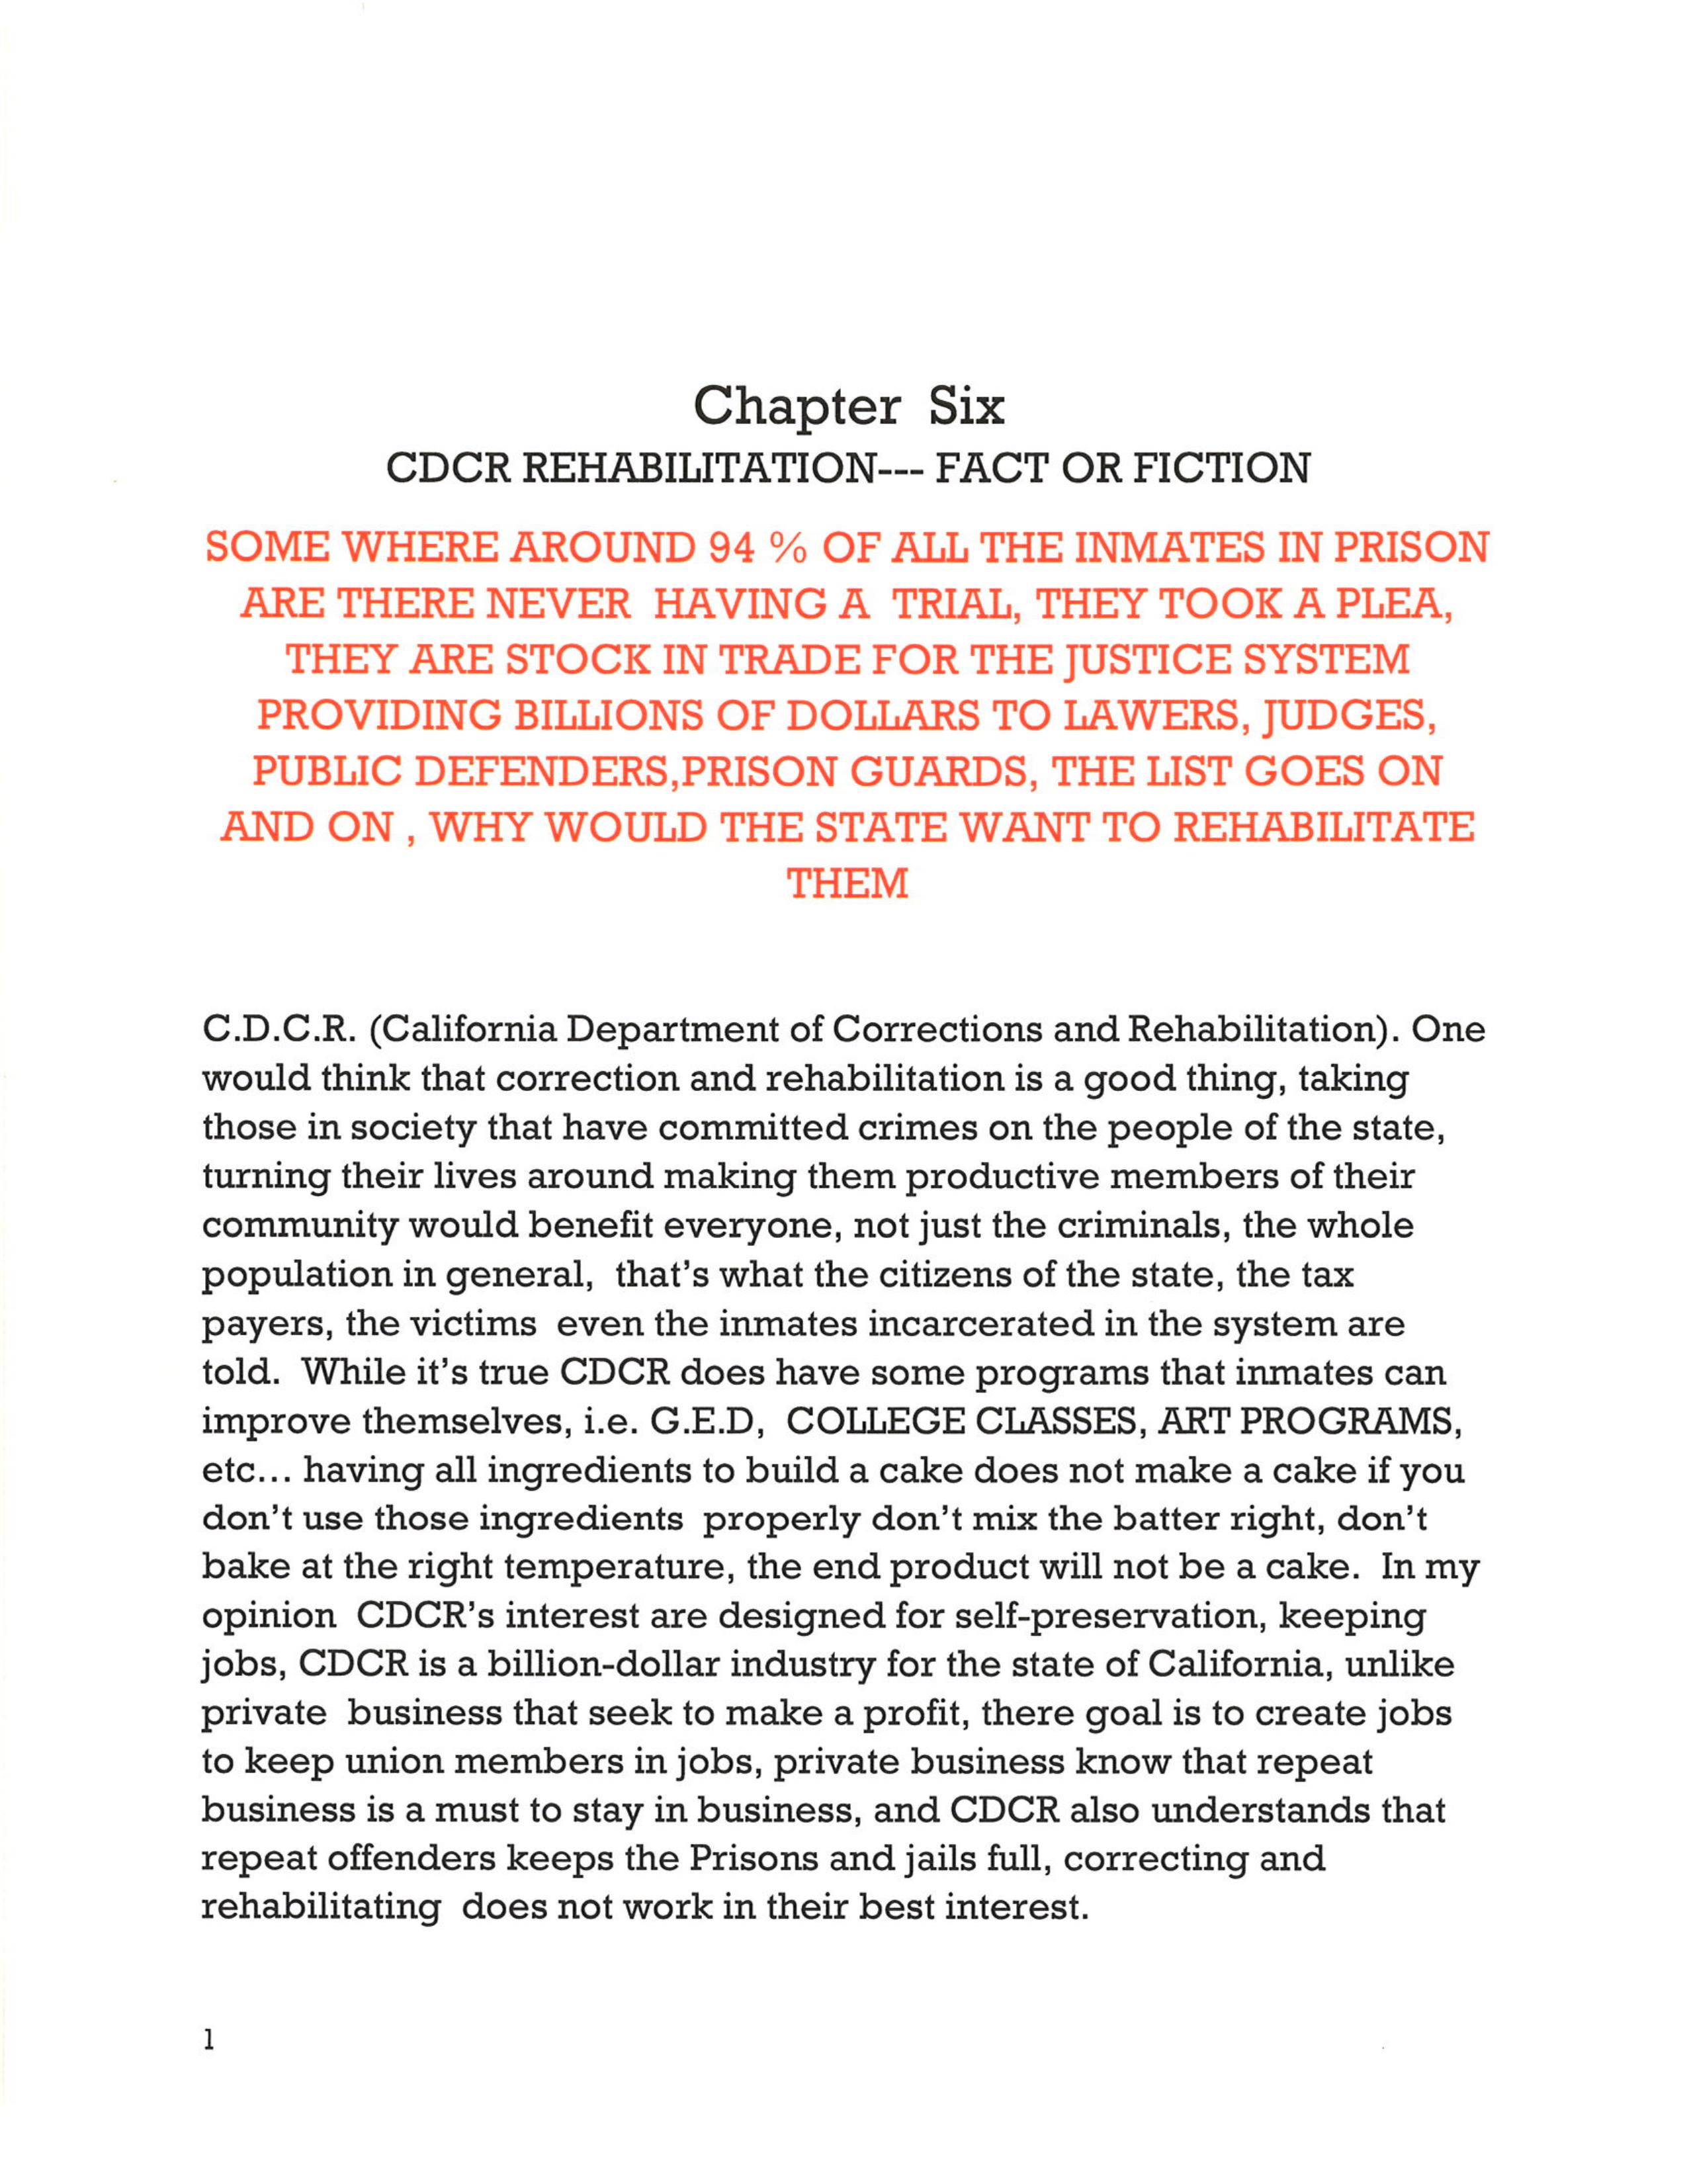 Chapter Six
CDCR REHABILITATION--- FACT OR FICTION
SOME WHERE AROUND 94 % OF ALL THE INMATES IN PRISON
ARE THERE NEVER HAVING A TRIAL, THEY TOOK A PLEA,
THEY ARE STOCK IN TRADE FOR THE JUSTICE SYSTEM
PROVIDING BILLIONS OF DOLLARS TO LAWERS, JUDGES,
PUBLIC DEFENDERS,PRISON GUARDS, THE LIST GOES ON
AND ON , WHY WOULD THE STATE WANT TO REHABILITATE
THEM
C.D.C.R. (California Department of Corrections and Rehabilitation). One
would think that correction and rehabilitation is a good thing, taking
those in society that have committed crimes on the people of the state,
turning their lives around making them productive members of their
community would benefit everyone, not just the criminals, the whole
population in general, that's what the citizens of the state, the tax
payers, the victims even the inmates incarcerated in the system are
told. While it's true CDCR does have some programs that inmates can
improve themselves, i.e. G.E.D, COLLEGE CLASSES, ART PROGRAMS,
etc... having all ingredients to build a cake does not make a cake if you
don't use those ingredients properly don't mix the batter right, don't
bake at the right temperature, the end product will not be a cake. In my
opinion CDCR's interest are designed for self-preservation, keeping
jobs, CDCR is a billion-dollar industry for the state of California, unlike
private business that seek to make a profit, there goal is to create jobs
to keep union members in jobs, private business know that repeat
business is a must to stay in business, and CDCR also understands that
repeat offenders keeps the Prisons and jails full, correcting and
rehabilitating does not work in their best interest.
1